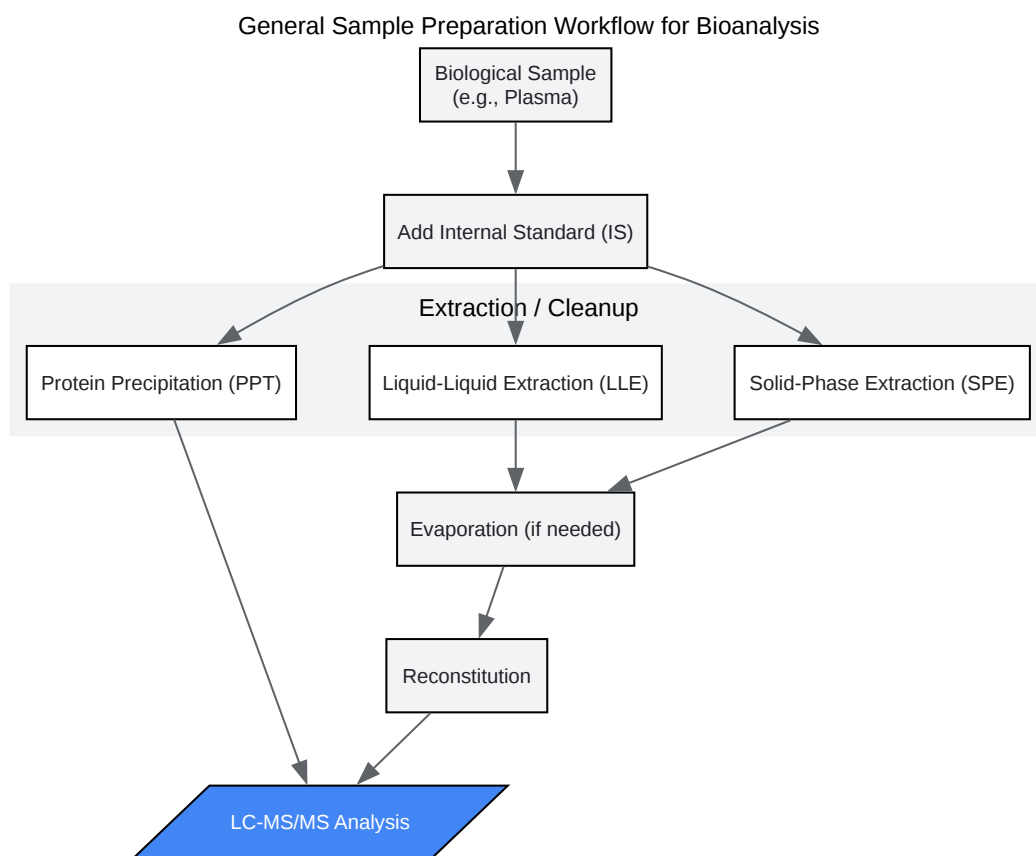 General Sample Preparation Workflow for Bioanalysis
Biological Sample
(e.g., Plasma)
Add Internal Standard (IS)
Extraction / Cleanup
Protein Precipitation (PPT)
Liquid-Liquid Extraction (LLE)
Solid-Phase Extraction (SPE)
Evaporation (if needed)
Reconstitution
LC-MS/MS Analysis